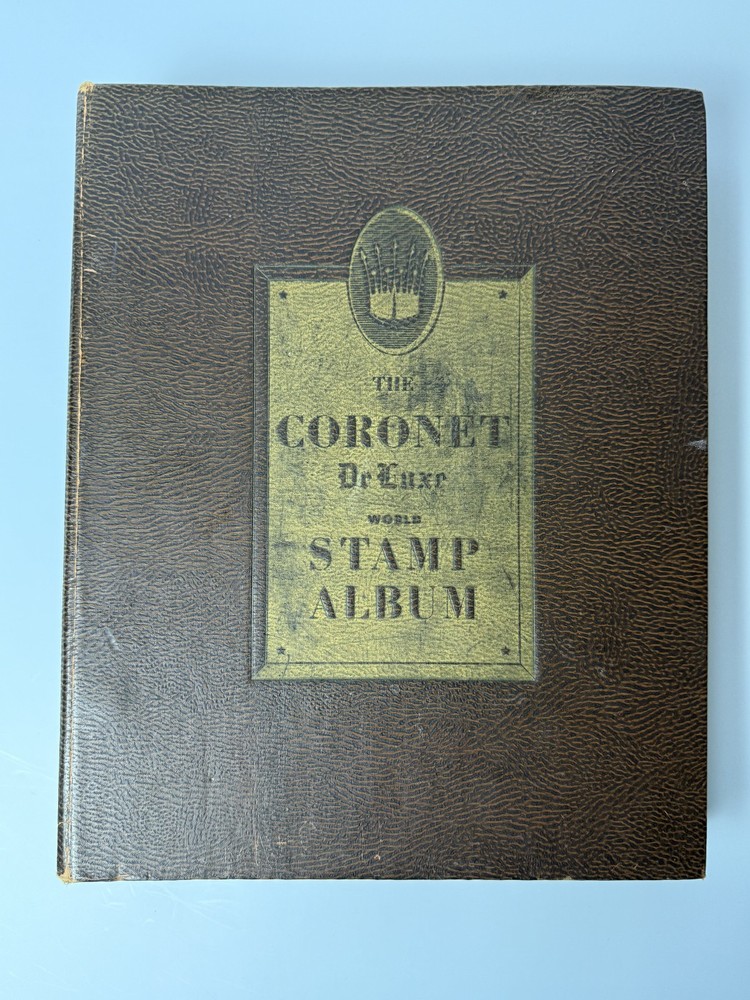 THE
CORONET
De Luxe
WORLD
STAMP
ALBUM